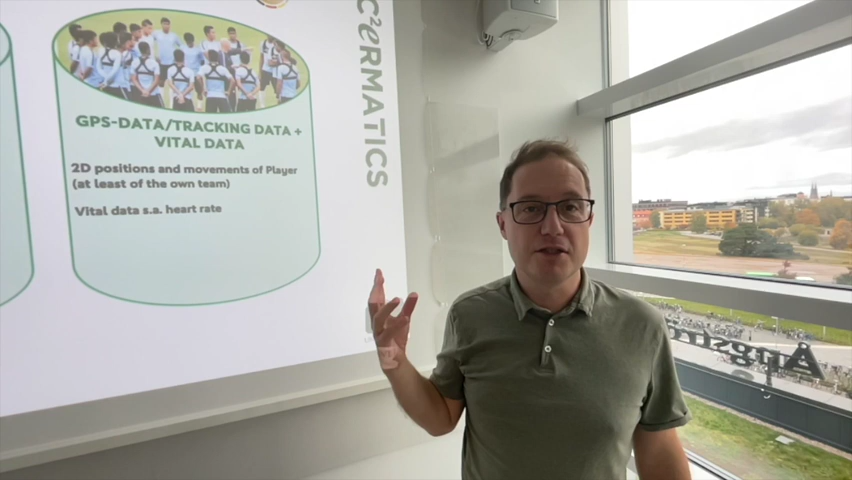 GPS-DATA/TRACKING DATA +
VITAL DATA
2D positions and movements of Player
(at least of the own team)
Vital data s.a. heart rate
C²eRMATICS
Ångström